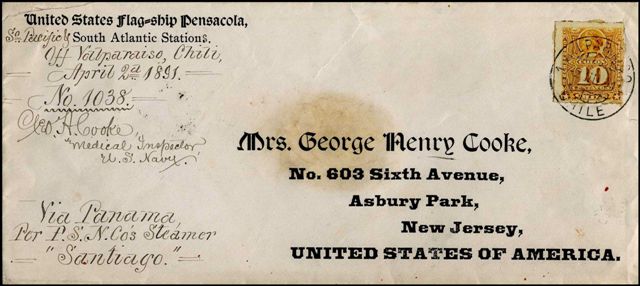 United States Flag-ship Pensacola,
So. Pacific & South Atlantic Stations.
Off Valparaiso, Chili,
April 2d 1891.
No. 1038.
Geo. H. Cooke,
Medical Inspector
U. S. Navy.
10
CHILE
Mrs. George Henry Cooke,
No. 603 Sixth Avenue,
Asbury Park,
New Jersey,
UNITED STATES OF AMERICA.
Via Panama,
Per P. S. N. Co's Steamer
"Santiago."